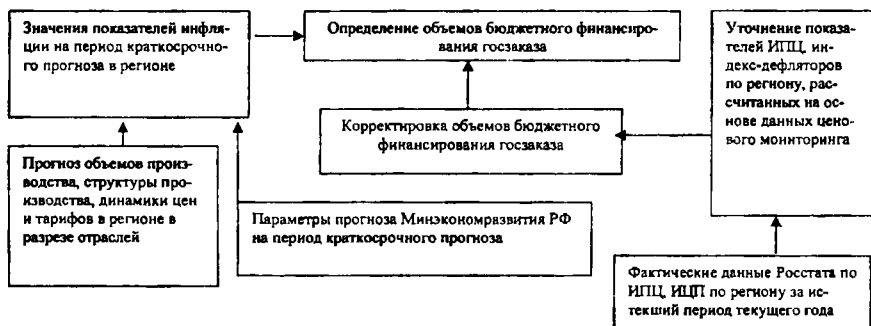 Значения показателей инфля-
ции на период краткосрочно-
го прогноза в регионе
Определение объемов бюджетного финансиро-
вания госзаказа
Уточнение показа-
телей ИПЦ, ин-
декс-дефляторов
по региону, рас-
считанных на ос-
нове данных цено-
вого мониторинга
Корректировка объемов бюджетного
финансирования госзаказа
Прогноз объемов произ-
водства, структуры про-
изводства, динамики цен
и тарифов в регионе в
разрезе отраслей
Параметры прогноза Минэкономразвития РФ
на период краткосрочного прогноза
Фактические данные Росстата по
ИПЦ, ИЦП по региону за ис-
текший период текущего года